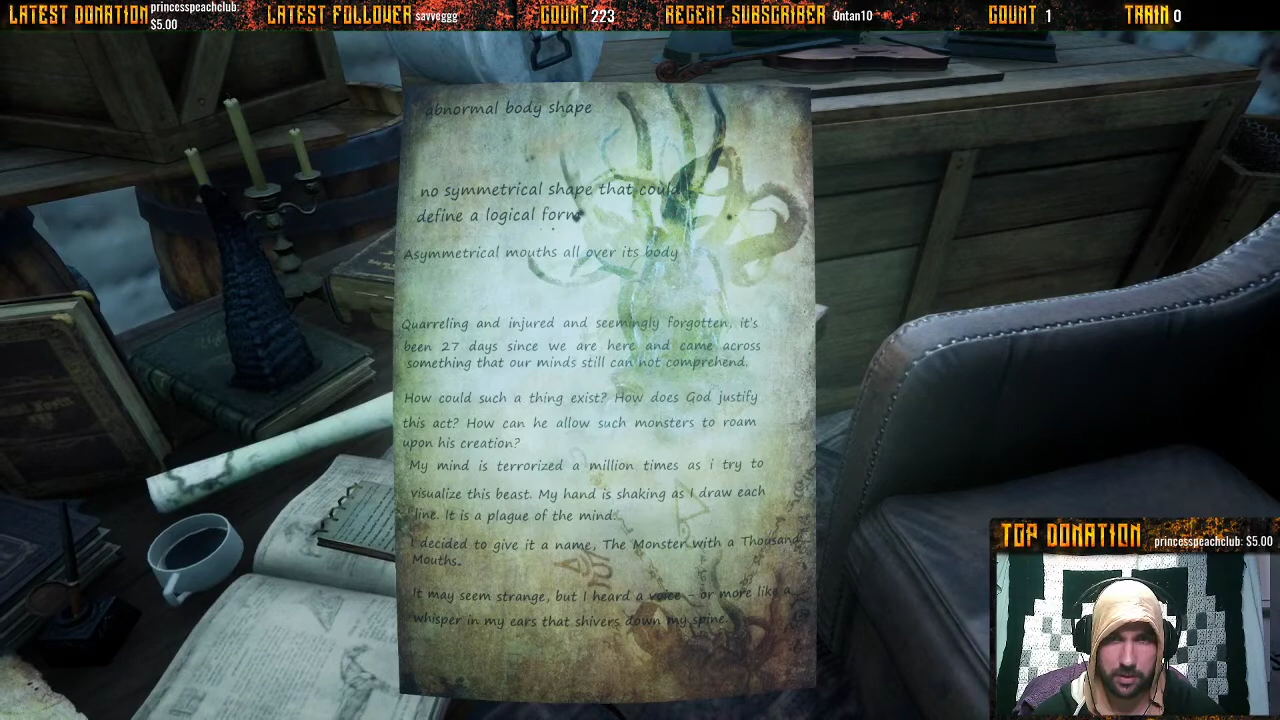 LATEST DONATION princesspeachclub: $5.00 LATEST FOLLOWER savveggg COUNT 223 RECENT SUBSCRIBER 0ntan10 COUNT 1 TRAIN 0
abnormal body shape
no symmetrical shape that could
define a logical form
Asymmetrical mouths all over its body
Quarreling and injured and seemingly forgotten, it's
been 27 days since we are here and came across
something that our minds still can not comprehend.
How could such a thing exist? How does God justify
this act? How can he allow such monsters to roam
upon his creation?
My mind is terrorized a million times as i try to
visualize this beast. My hand is shaking as I draw each
line. It is a plague of the mind.
I decided to give it a name, The Monster with a Thousand
Mouths.
It may seem strange, but I heard a voice - or more like a
whisper in my ears that shivers down my spine.
TOP DONATION princesspeachclub: $5.00